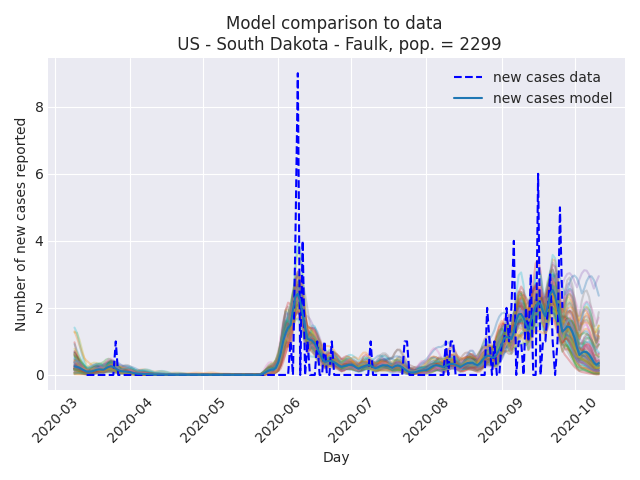 Model comparison to data
US - South Dakota - Faulk, pop. = 2299
new cases data
new cases model
Number of new cases reported
8
6
4
2
0
2020-03
2020-04
2020-05
2020-06
2020-07
2020-08
2020-09
2020-10
Day